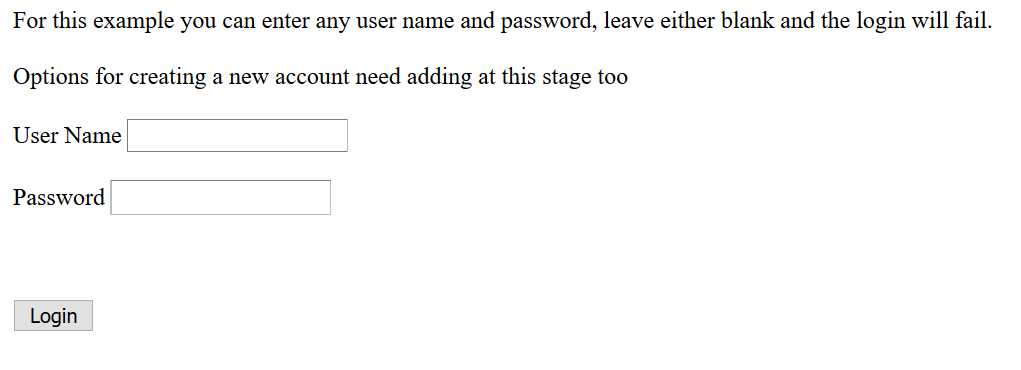 For this example you can enter any user name and password, leave either blank and the login will fail.
Options for creating a new account need adding at this stage too
User Name
Password
Login